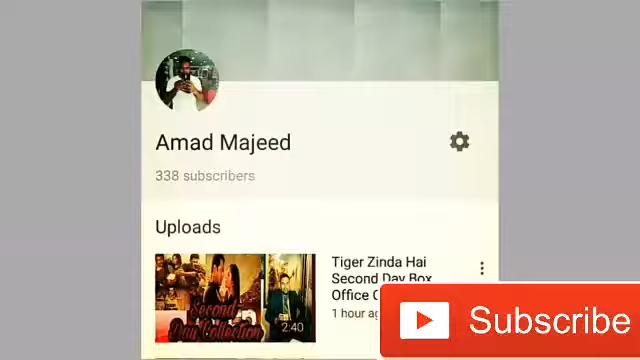 Amad Majeed
338 subscribers
Uploads
Second
Day Collection
2:40
Tiger Zinda Hai
Second Day Box
Office
1 hour
Subscribe